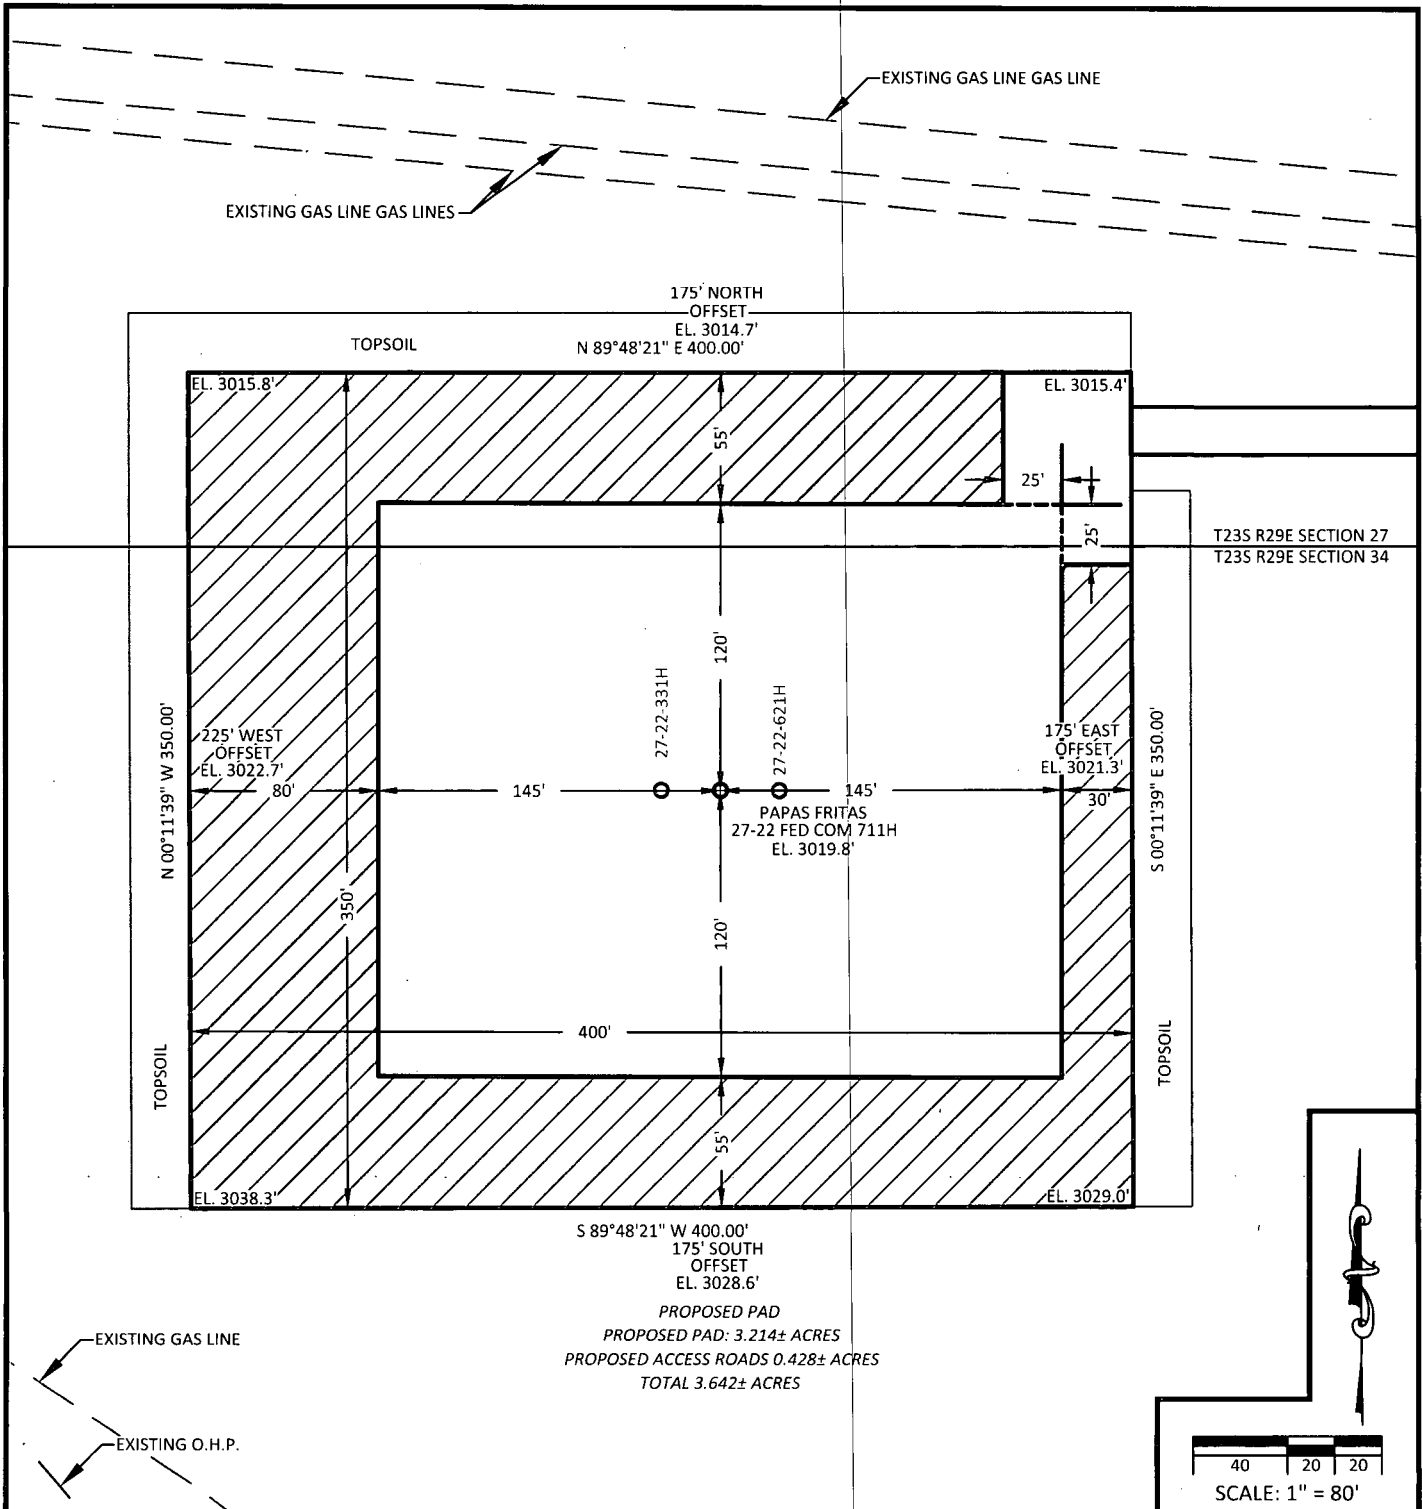 EXISTING GAS LINE GAS LINE
EXISTING GAS LINE GAS LINES
175' NORTH
OFFSET
EL. 3014.7'
N 89°48'21" E 400.00'
TOPSOIL
EL. 3015.8'
EL. 3015.4'
55'
25'
25'
T23S R29E SECTION 27
T23S R29E SECTION 34
120'
27-22-331H
27-22-621H
N 00°11'39" W 350.00'
225' WEST
OFFSET
EL. 3022.7'
80'
145'
145'
175' EAST
OFFSET
EL. 3021.3'
30'
S 00°11'39" E 350.00'
PAPAS FRITAS
27-22 FED COM 711H
EL. 3019.8'
350'
120'
400'
TOPSOIL
TOPSOIL
55'
EL. 3038.3'
EL. 3029.0'
S 89°48'21" W 400.00'
175' SOUTH
OFFSET
EL. 3028.6'
PROPOSED PAD
PROPOSED PAD: 3.214± ACRES
PROPOSED ACCESS ROADS 0.428± ACRES
TOTAL 3.642± ACRES
EXISTING GAS LINE
EXISTING O.H.P.
40 20 20
SCALE: 1" = 80'